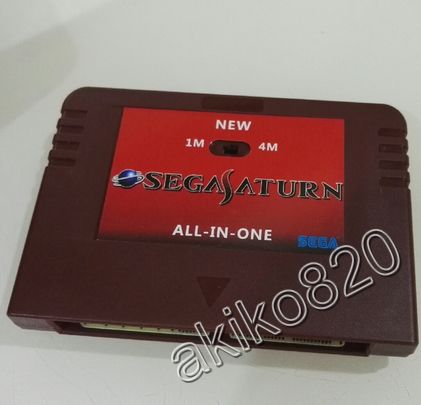 NEW
1M 4M
SEGA SATURN
ALL-IN-ONE
SEGA
akiko820